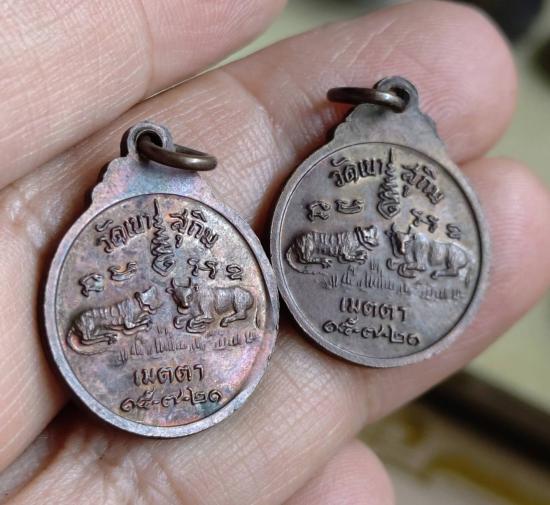 วัดเขา สุกิม
เมตตา
๑๕-๗-๒๑
วัดเขา สุกิม
เมตตา
๑๕-๗-๒๑